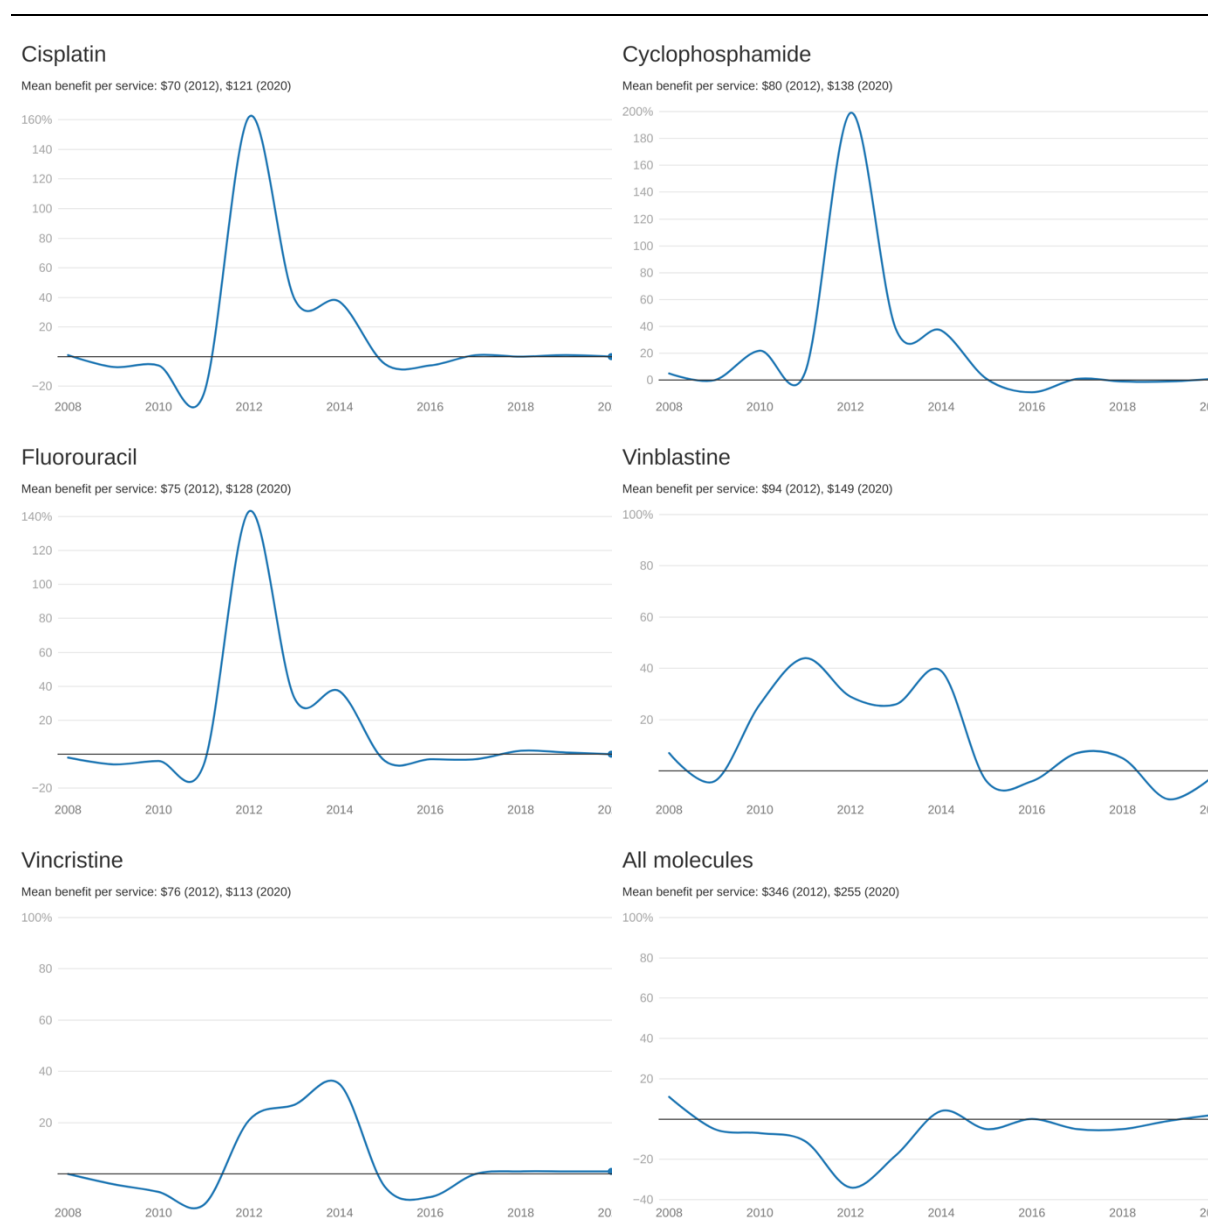 Cisplatin
Mean benefit per service: $70 (2012), $121 (2020)
160%
140
120
100
80
60
40
20
−20
2008 2010 2012 2014 2016 2018 20
Cyclophosphamide
Mean benefit per service: $80 (2012), $138 (2020)
200%
180
160
140
120
100
80
60
40
20
0
2008 2010 2012 2014 2016 2018 20
Fluorouracil
Mean benefit per service: $75 (2012), $128 (2020)
140%
120
100
80
60
40
20
−20
2008 2010 2012 2014 2016 2018 20
Vinblastine
Mean benefit per service: $94 (2012), $149 (2020)
100%
80
60
40
20
2008 2010 2012 2014 2016 2018 20
Vincristine
Mean benefit per service: $76 (2012), $113 (2020)
100%
80
60
40
20
2008 2010 2012 2014 2016 2018 20
All molecules
Mean benefit per service: $346 (2012), $255 (2020)
100%
80
60
40
20
−20
−40
2008 2010 2012 2014 2016 2018 20